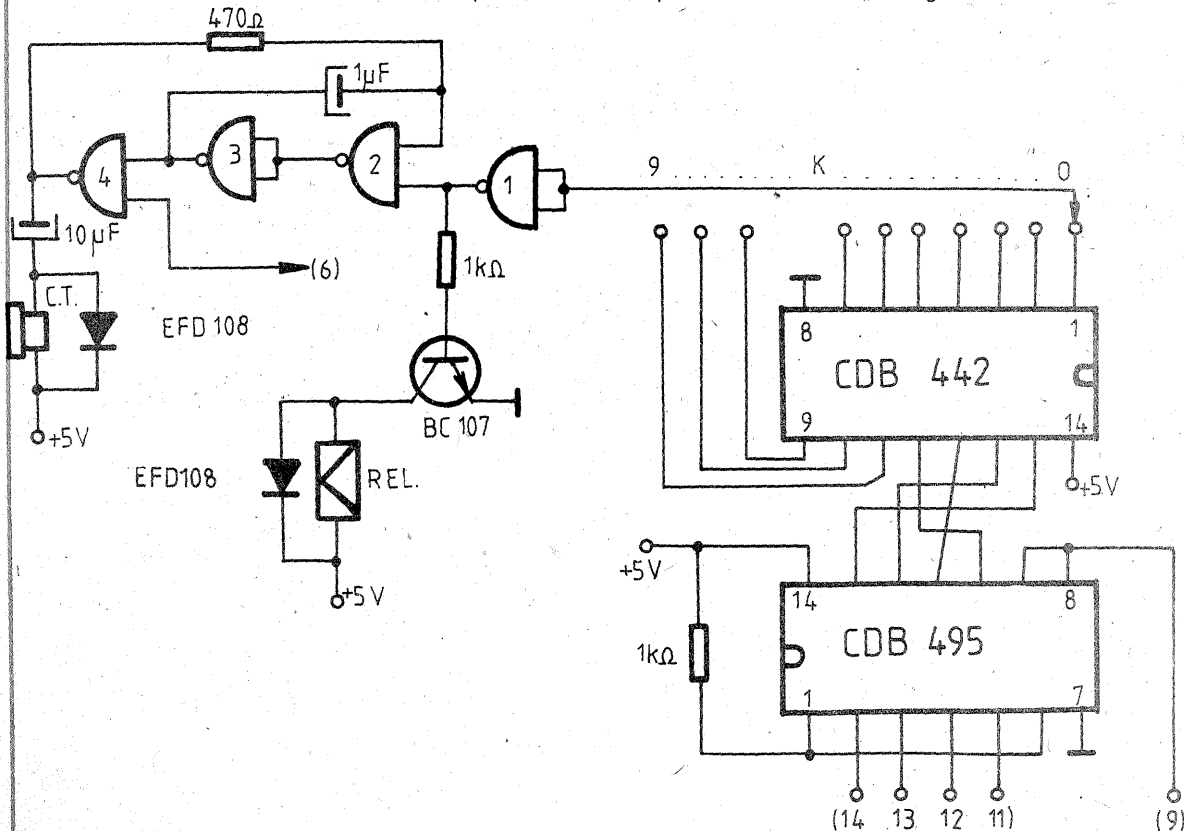 470Ω
1µF
4
3
2
1
9 . . . . . . . . . K . . . . . . . . . 0
10µF
(6)
1kΩ
C.T.
EFD 108
8
1
CDB 442
BC 107
9
14
+5V
+5V
EFD108
REL.
+5V
+5V
14
8
CDB 495
1kΩ
1
7
(14 13 12 11)
(9)